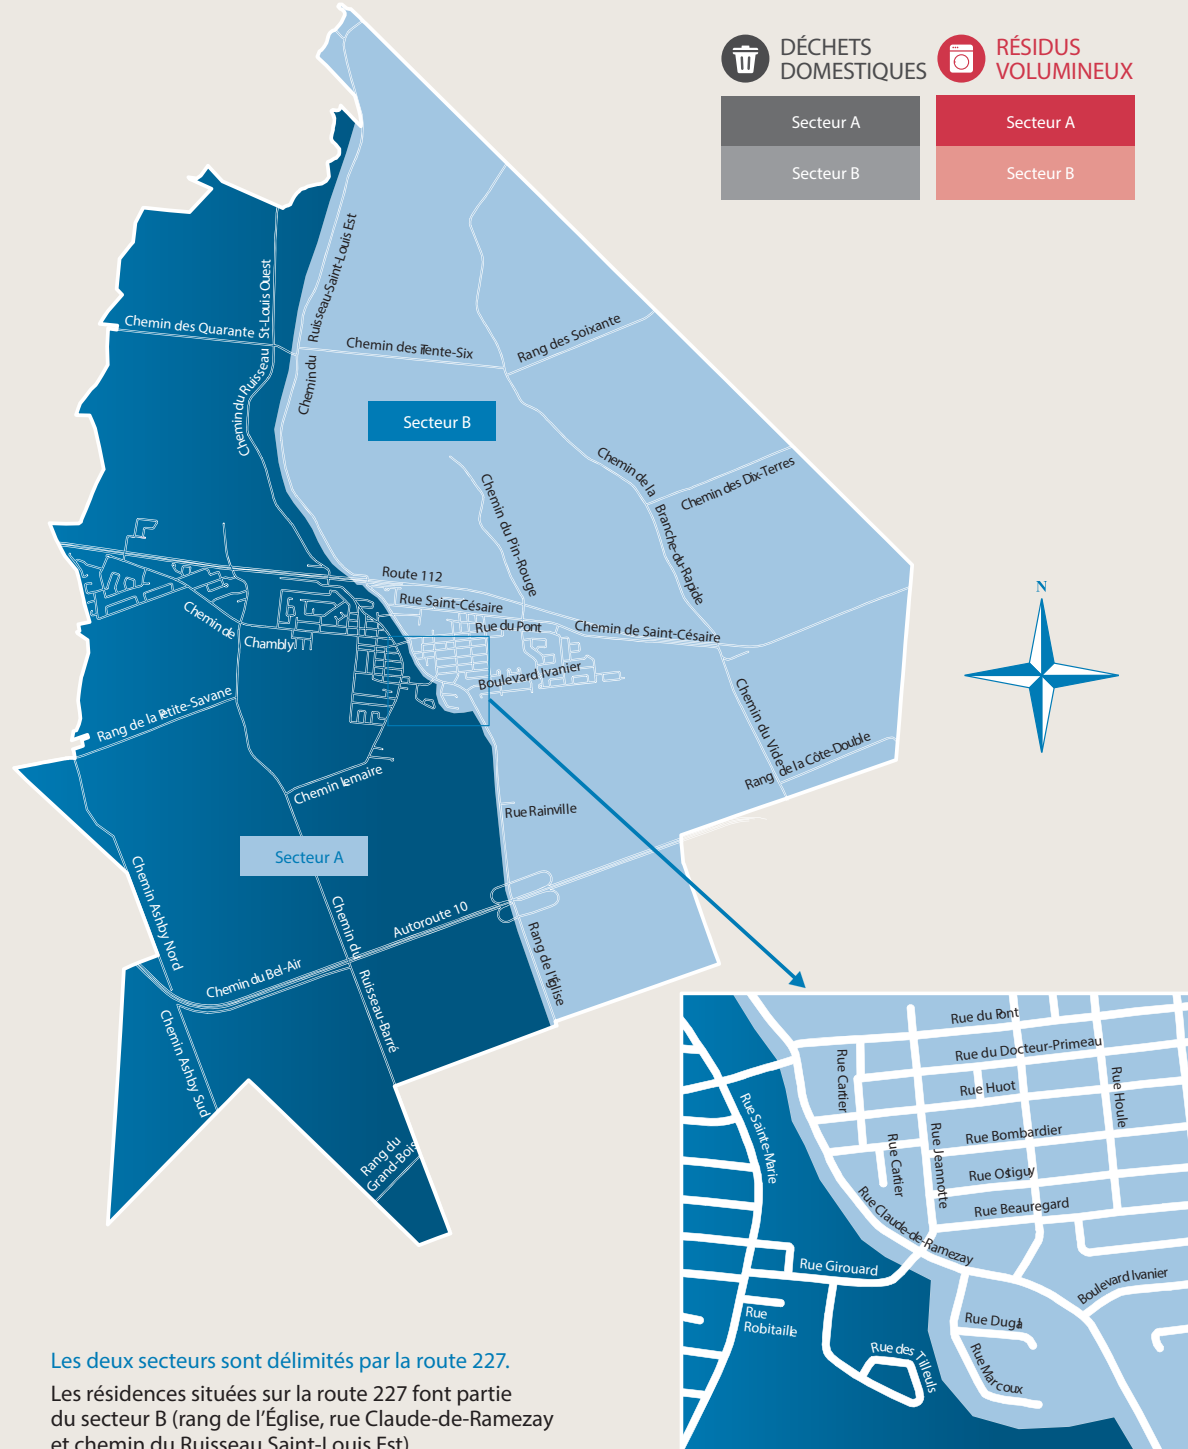 DÉCHETS
DOMESTIQUES
RÉSIDUS
VOLUMINEUX
Secteur A
Secteur A
Secteur B
Secteur B
Chemin du Ruisseau St-Louis Ouest
Chemin du Ruisseau-Saint-Louis Est
Chemin des Quarante
Chemin des Trente-Six
Rang des Soixante
Secteur B
Chemin de la Branche-du-Rapide
Chemin des Dix-Terres
Chemin du Pin-Rouge
Route 112
Rue Saint-Césaire
Rue du Pont
Chemin de Saint-Césaire
Chemin de Chambly
Boulevard Ivanier
N
Rang de la Petite-Savane
Chemin du Vide
Rang de la Côte-Double
Chemin Lemaire
Rue Rainville
Secteur A
Chemin Ashby Nord
Chemin du Ruisseau-Barré
Autoroute 10
Rang de l'Église
Chemin du Bel-Air
Chemin Ashby Sud
Rang du
Grand-Bois
Rue du Pont
Rue du Docteur-Primeau
Rue Cartier
Rue Huot
Rue Houle
Rue Sainte-Marie
Rue Bombardier
Rue Cartier
Rue Jeannotte
Rue Ostiguy
Rue Beauregard
Rue Claude-de-Ramezay
Rue Girouard
Boulevard Ivanier
Rue
Robitaille
Rue Dugal
Rue des Tilleuls
Rue Marcoux
Les deux secteurs sont délimités par la route 227.
Les résidences situées sur la route 227 font partie
du secteur B (rang de l'Église, rue Claude-de-Ramezay
et chemin du Ruisseau Saint-Louis Est)